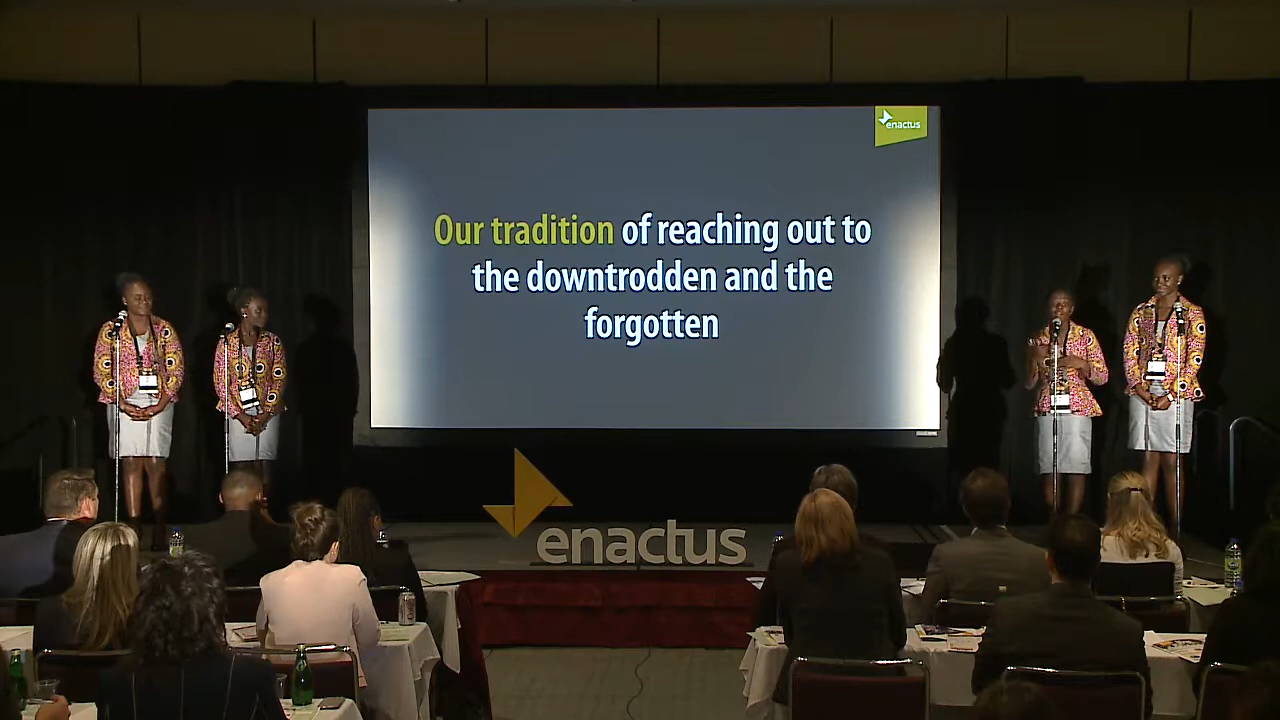 enactus
Our tradition of reaching out to
the downtrodden and the
forgotten
enactus